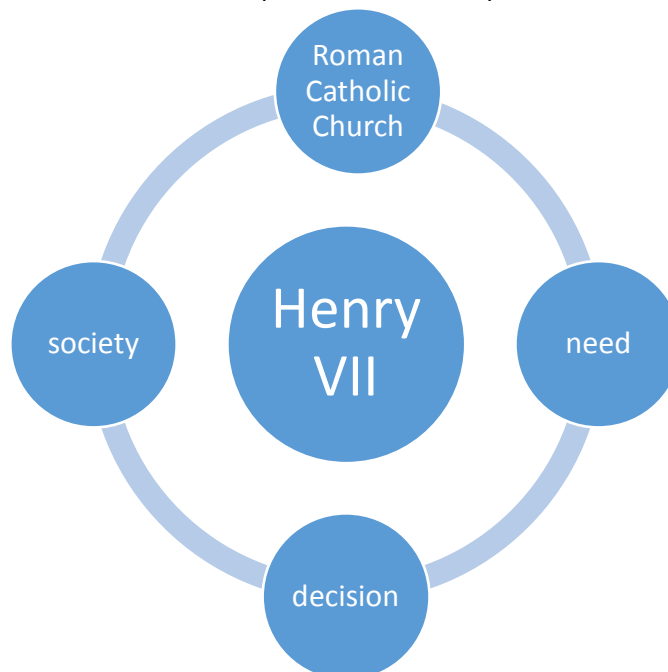 Roman
Catholic
Church
society
Henry
VII
need
decision